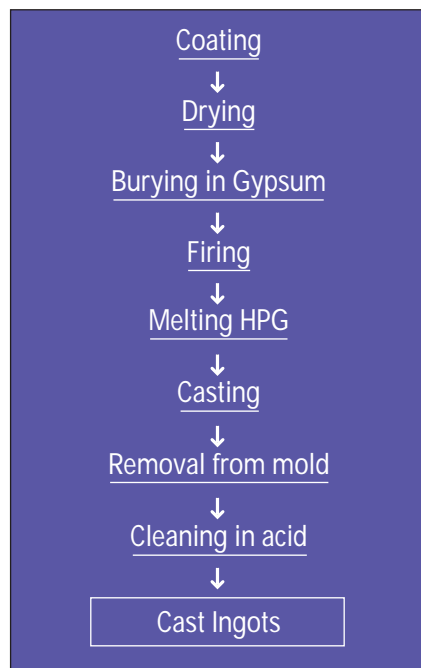 Coating
Drying
Burying in Gypsum
Firing
Melting HPG
Casting
Removal from mold
Cleaning in acid
Cast Ingots